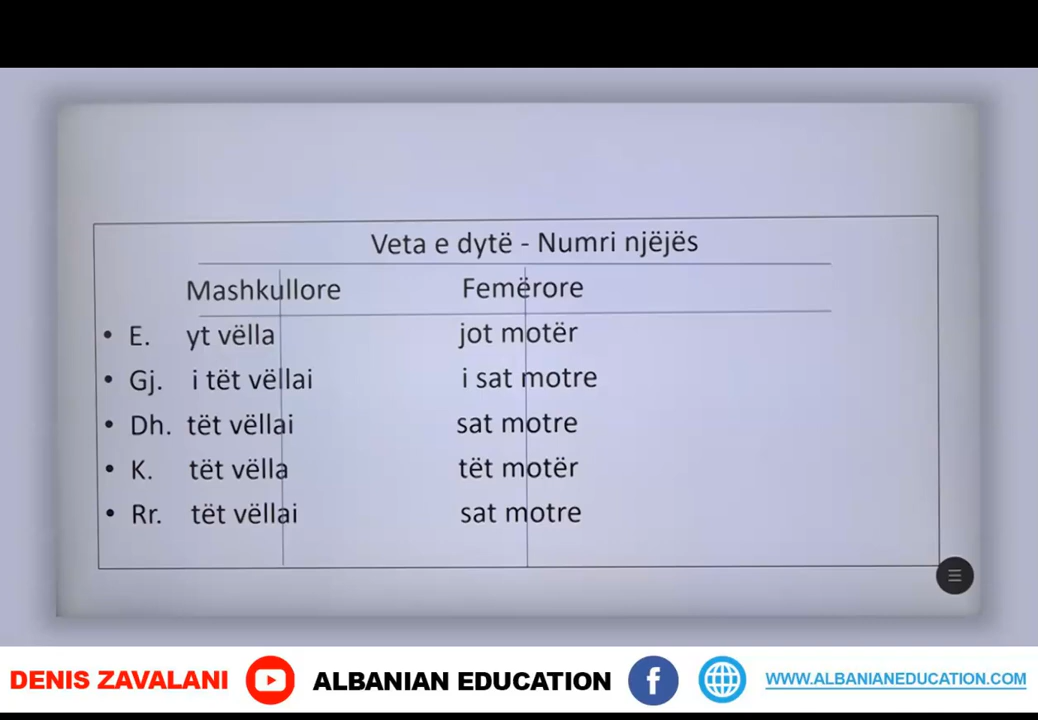 Veta e dytë - Numri njëjës
Mashkullore Femërore
• E. yt vëlla jot motër
• Gj. i tët vëllai i sat motre
• Dh. tët vëllai sat motre
• K. tët vëlla tët motër
• Rr. tët vëllai sat motre
DENIS ZAVALANI ALBANIAN EDUCATION WWW.ALBANIANEDUCATION.COM